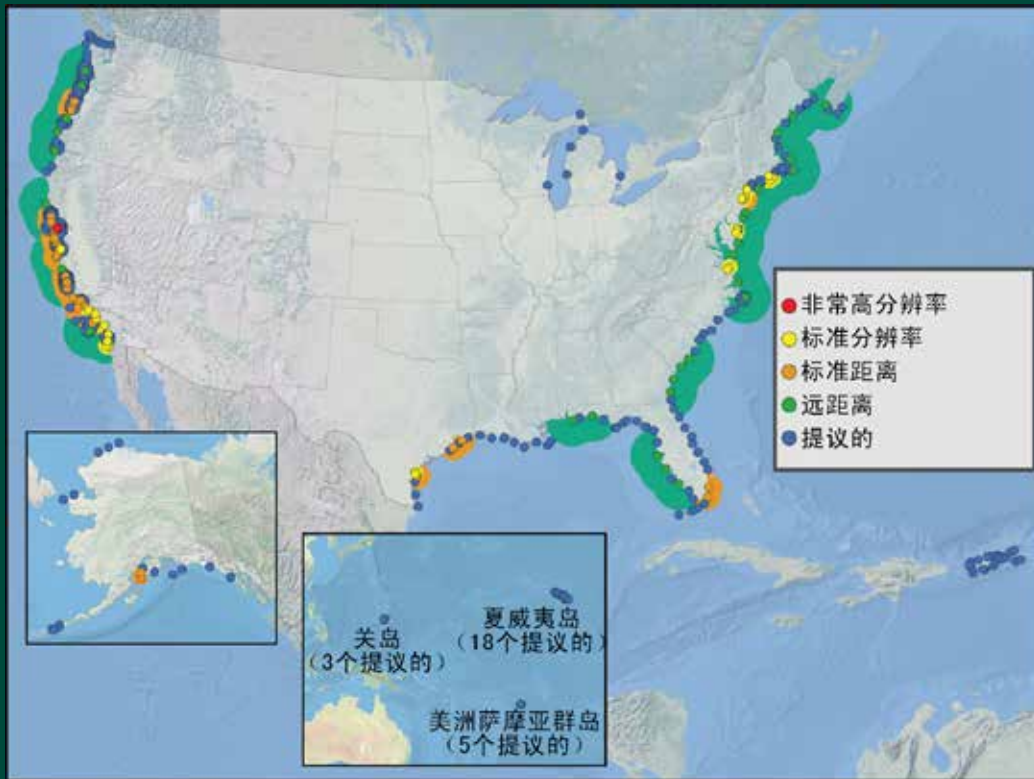 非常高分辨率
标准分辨率
标准距离
远距离
提议的
夏威夷岛
(18个提议的)
关岛
(3个提议的)
美洲萨摩亚群岛
(5个提议的)